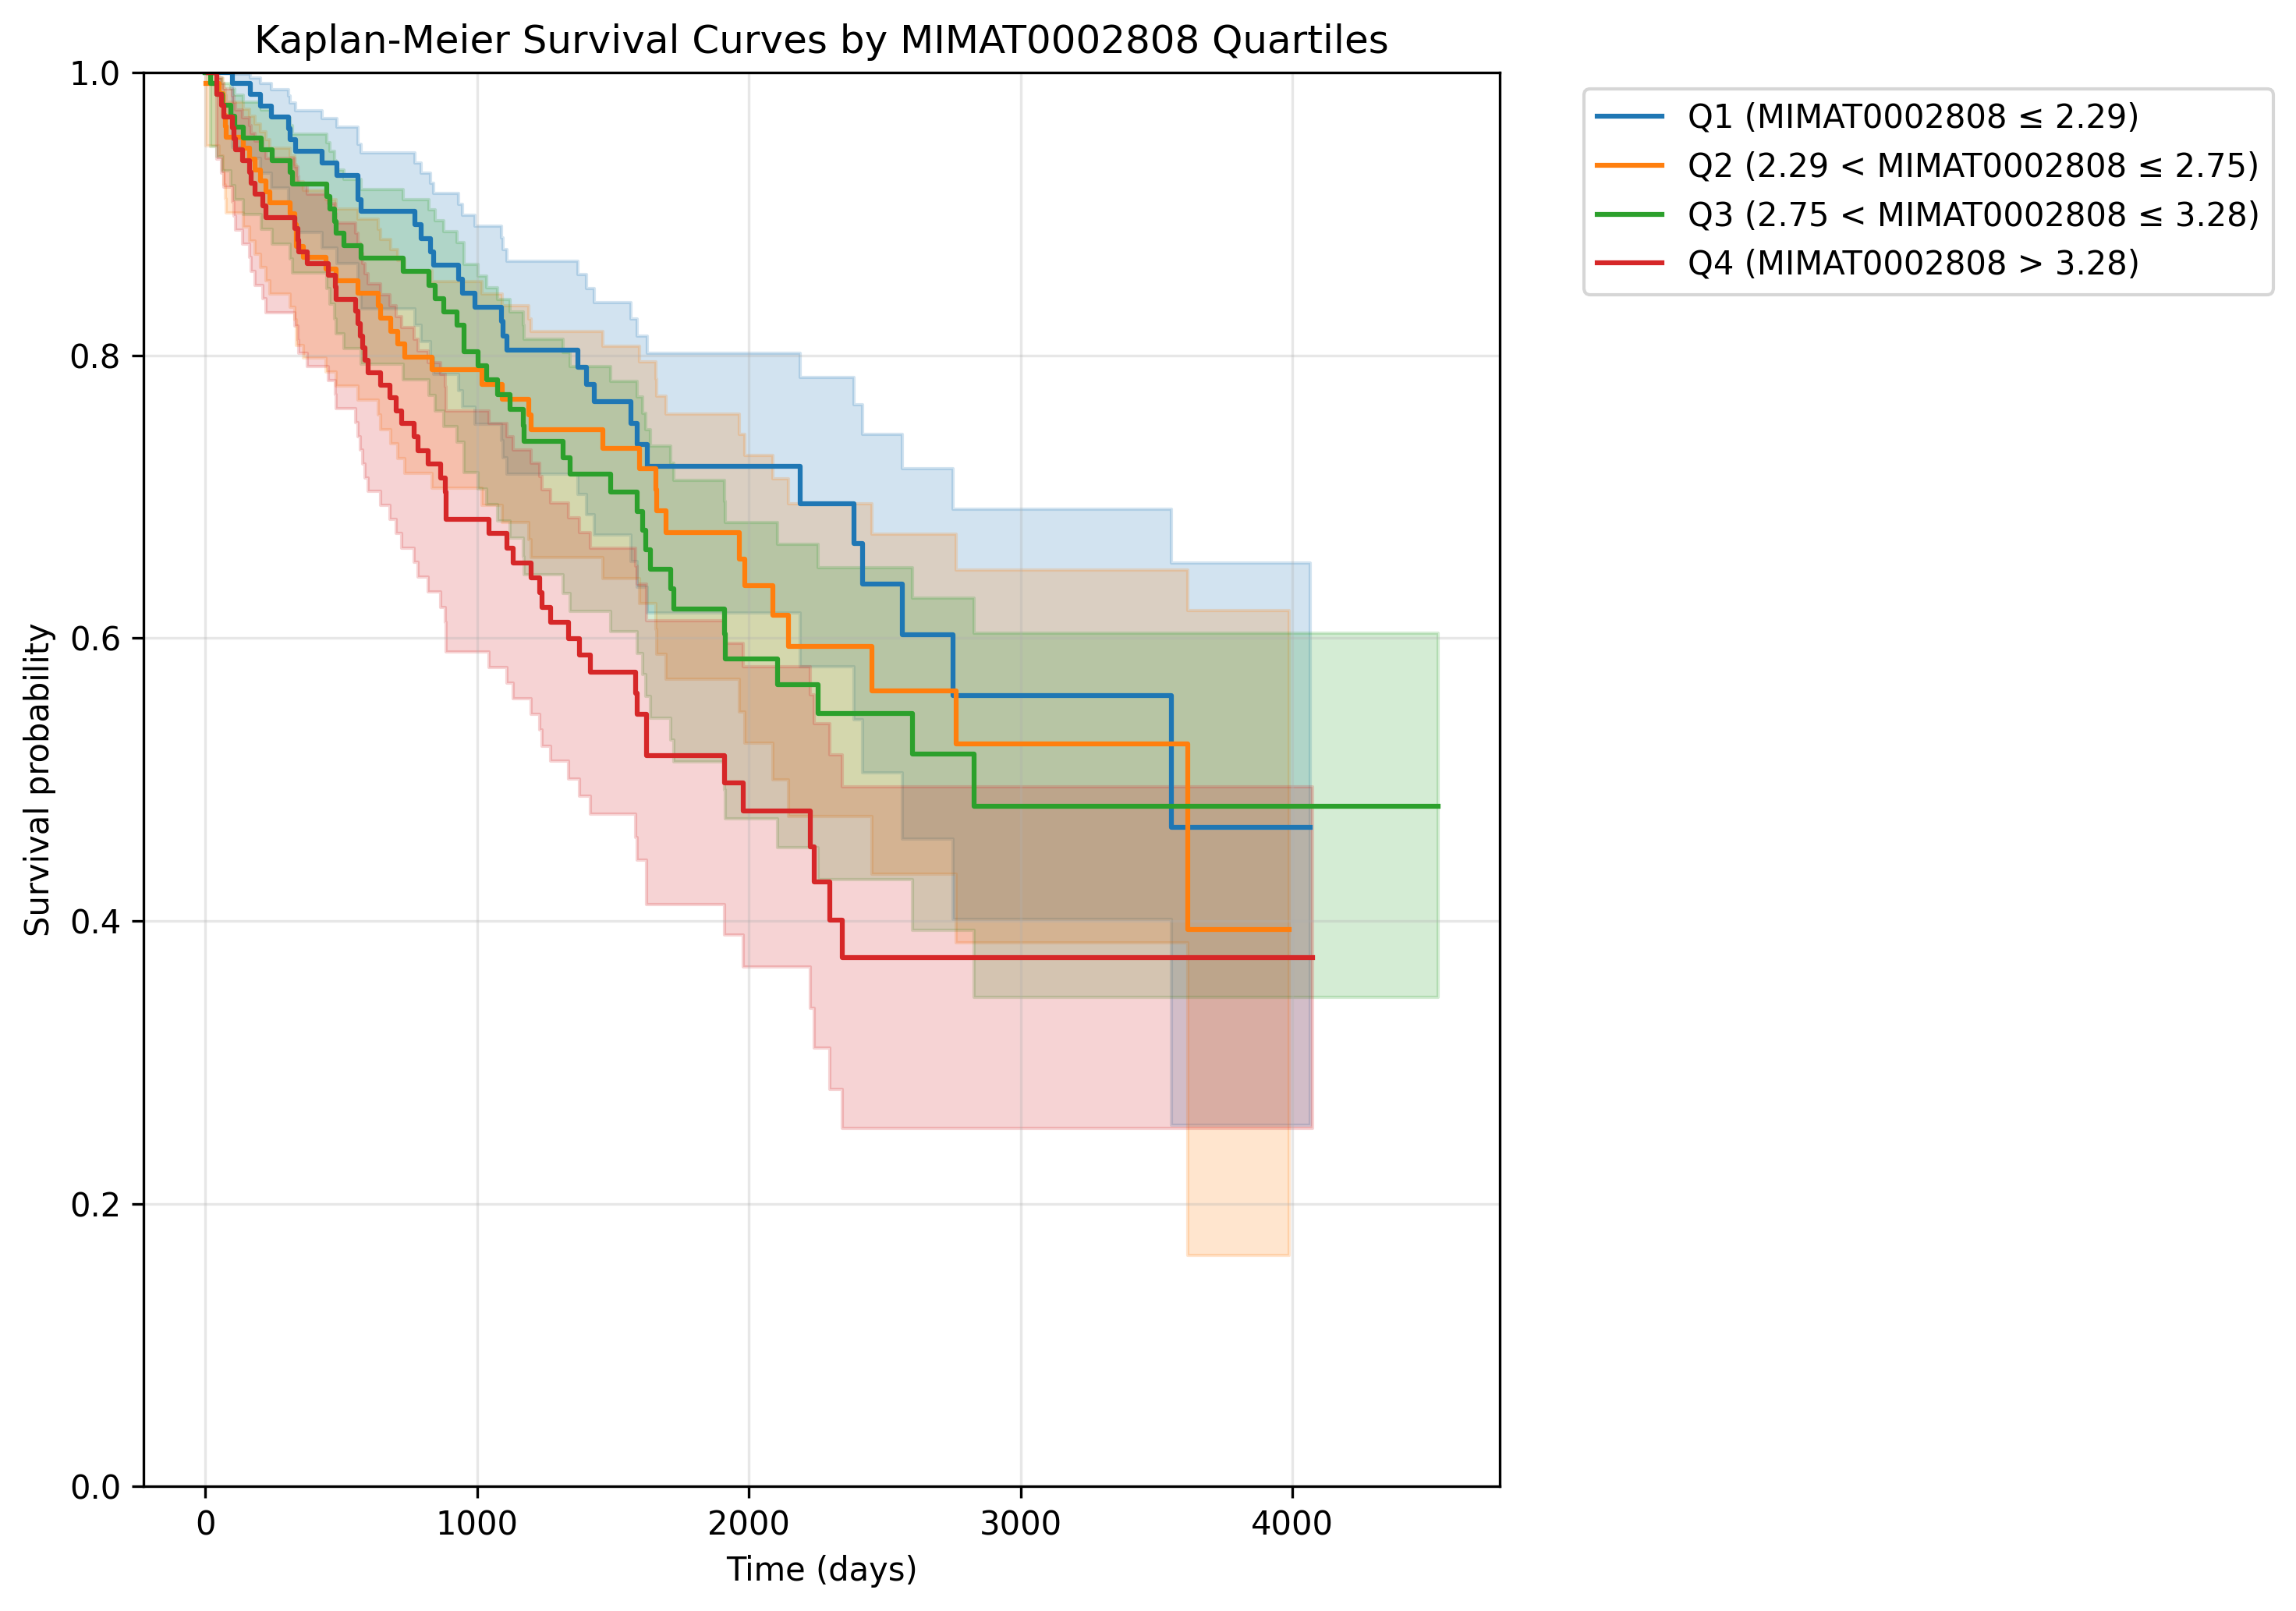 Kaplan-Meier Survival Curves by MIMAT0002808 Quartiles
1.0
0.8
0.6
0.4
0.2
0.0
Survival probability
0 1000 2000 3000 4000
Time (days)
Q1 (MIMAT0002808 ≤ 2.29)
Q2 (2.29 < MIMAT0002808 ≤ 2.75)
Q3 (2.75 < MIMAT0002808 ≤ 3.28)
Q4 (MIMAT0002808 > 3.28)